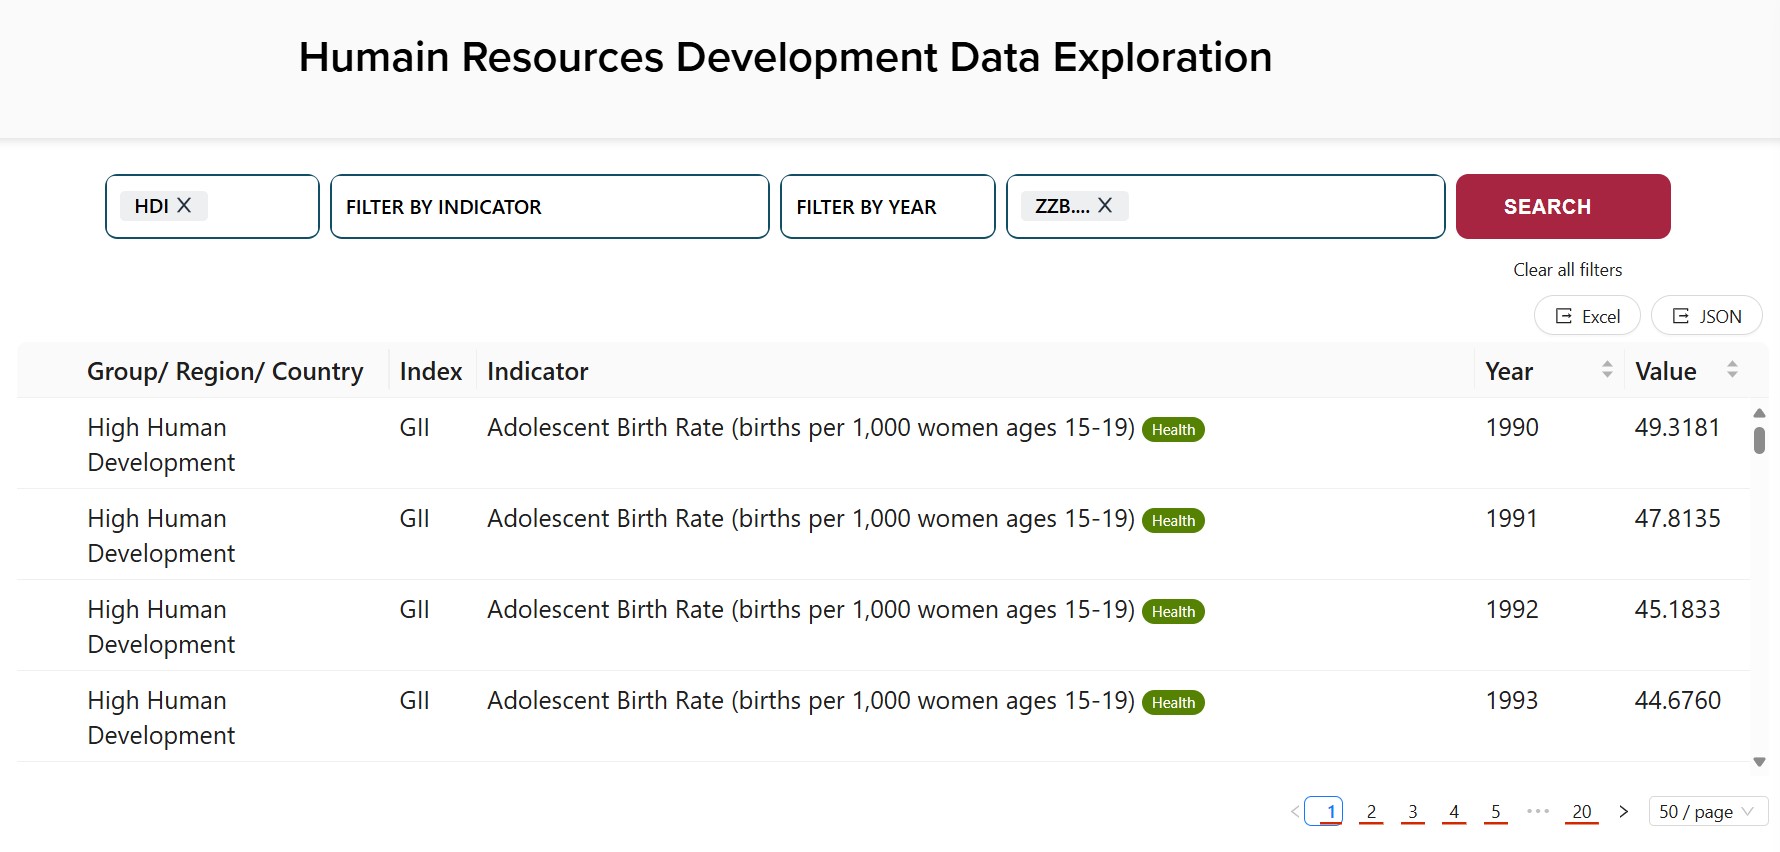 Humain Resources Development Data Exploration
HDI X FILTER BY INDICATOR FILTER BY YEAR ZZB.... X SEARCH
Clear all filters
Excel JSON
Group/ Region/ Country Index Indicator Year Value
High Human Development GII Adolescent Birth Rate (births per 1,000 women ages 15-19) Health 1990 49.3181
High Human Development GII Adolescent Birth Rate (births per 1,000 women ages 15-19) Health 1991 47.8135
High Human Development GII Adolescent Birth Rate (births per 1,000 women ages 15-19) Health 1992 45.1833
High Human Development GII Adolescent Birth Rate (births per 1,000 women ages 15-19) Health 1993 44.6760
< 1 2 3 4 5 ••• 20 > 50 / page